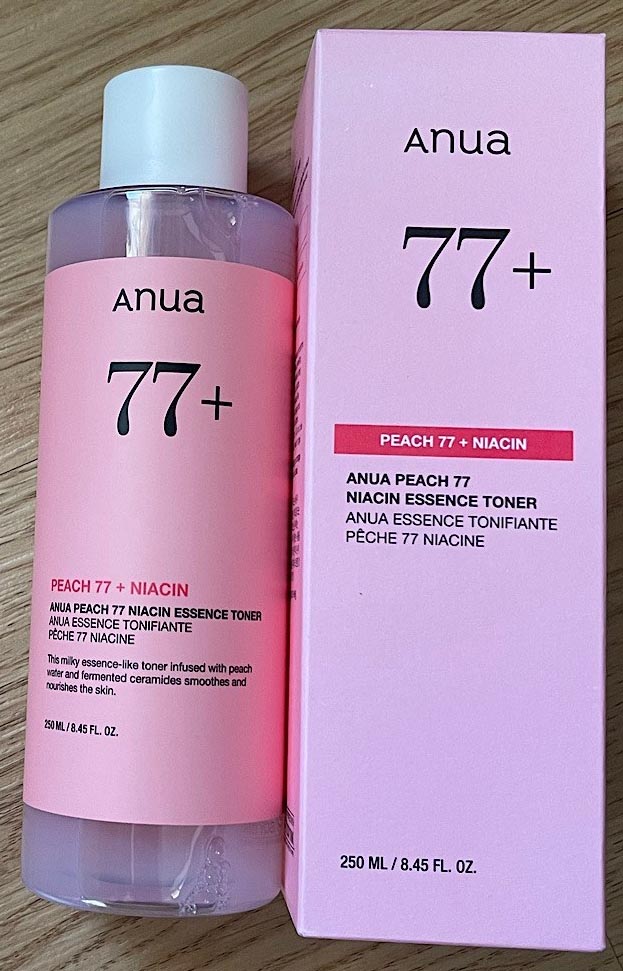 Anua
77+
PEACH 77 + NIACIN
ANUA PEACH 77 NIACIN ESSENCE TONER
ANUA ESSENCE TONIFIANTE
PÊCHE 77 NIACINE
This milky essence-like toner infused with peach
water and fermented ceramides smoothes and
nourishes the skin.
250 ML / 8.45 FL. OZ.
Anua
77+
PEACH 77 + NIACIN
ANUA PEACH 77
NIACIN ESSENCE TONER
ANUA ESSENCE TONIFIANTE
PÊCHE 77 NIACINE
250 ML / 8.45 FL. OZ.